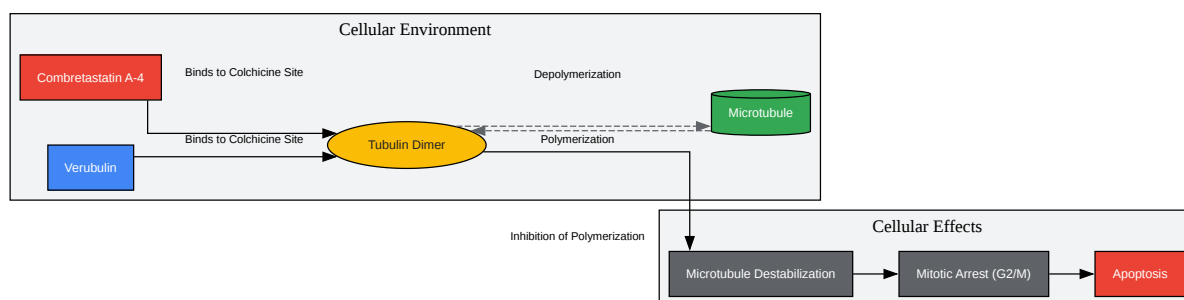 Cellular Environment
Combretastatin A-4
Binds to Colchicine Site
Depolymerization
Microtubule
Binds to Colchicine Site
Tubulin Dimer
Polymerization
Verubulin
Inhibition of Polymerization
Cellular Effects
Microtubule Destabilization
Mitotic Arrest (G2/M)
Apoptosis